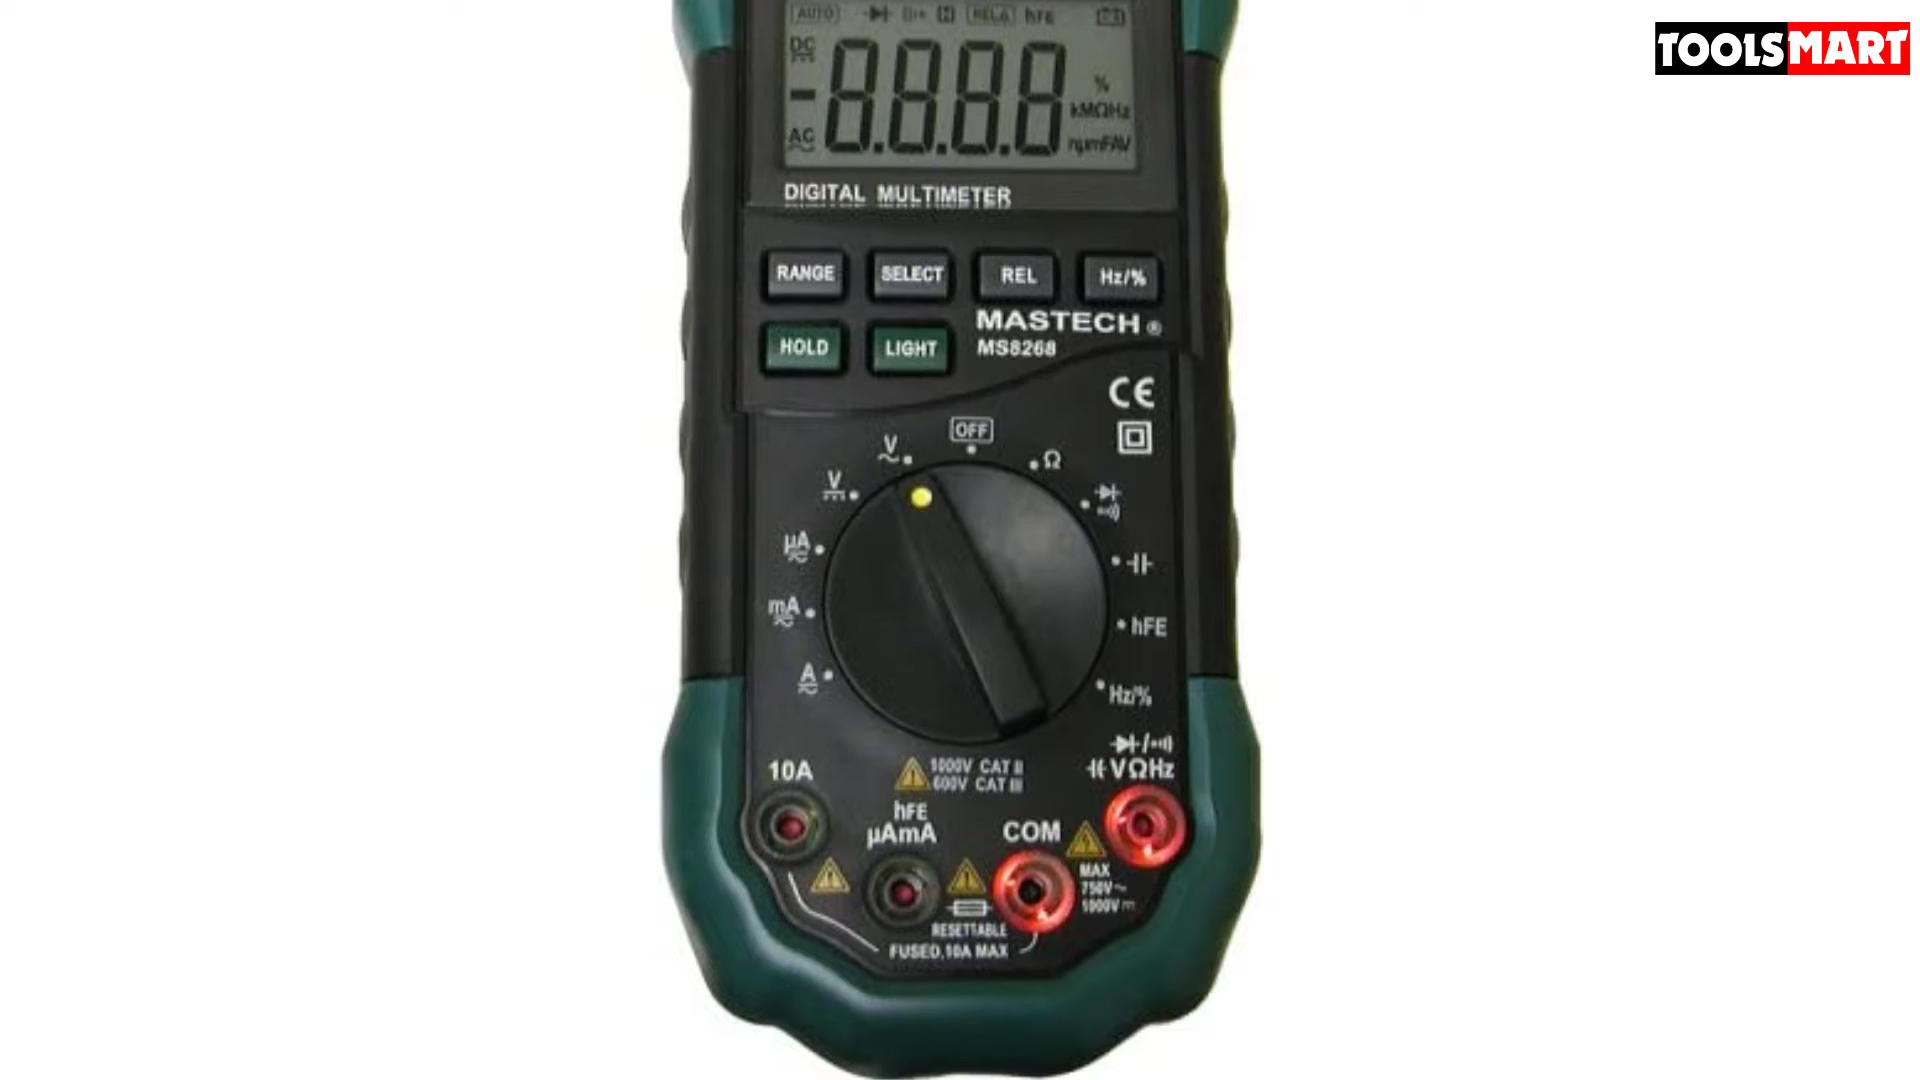 TOOLSMART
AUTO H REL△ hFE
DC
-8.8.8.8
%
kMΩHz
AC
nµmFAV
DIGITAL MULTIMETER
RANGE SELECT REL Hz/%
HOLD LIGHT
MASTECH ®
MS8268
CE
OFF
V
Ω
V
µA
hFE
mA
A
Hz/%
10A
1000V CAT II
600V CAT III
VΩHz
hFE
µAmA
COM
MAX
750V~
1000V
RESETTABLE
FUSED,10A MAX